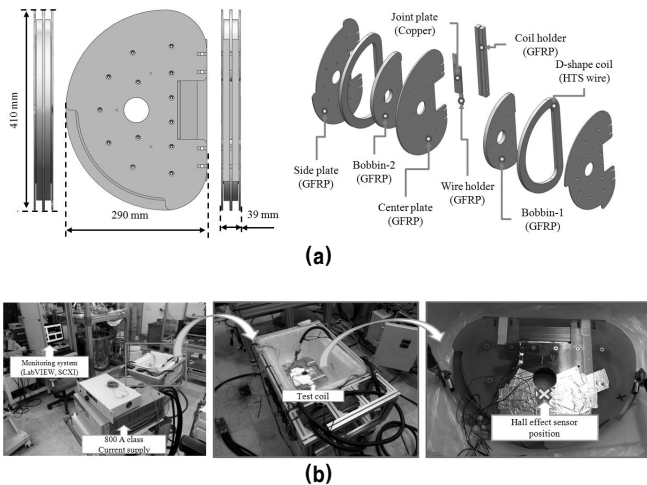 410 mm
290 mm
39 mm
Joint plate
(Copper)
Coil holder
(GFRP)
D-shape coil
(HTS wire)
Side plate
(GFRP)
Bobbin-2
(GFRP)
Center plate
(GFRP)
Wire holder
(GFRP)
Bobbin-1
(GFRP)
(a)
Monitoring system
(LabVIEW, SCXI)
800 A class
Current supply
Test coil
Hall effect sensor
position
(b)